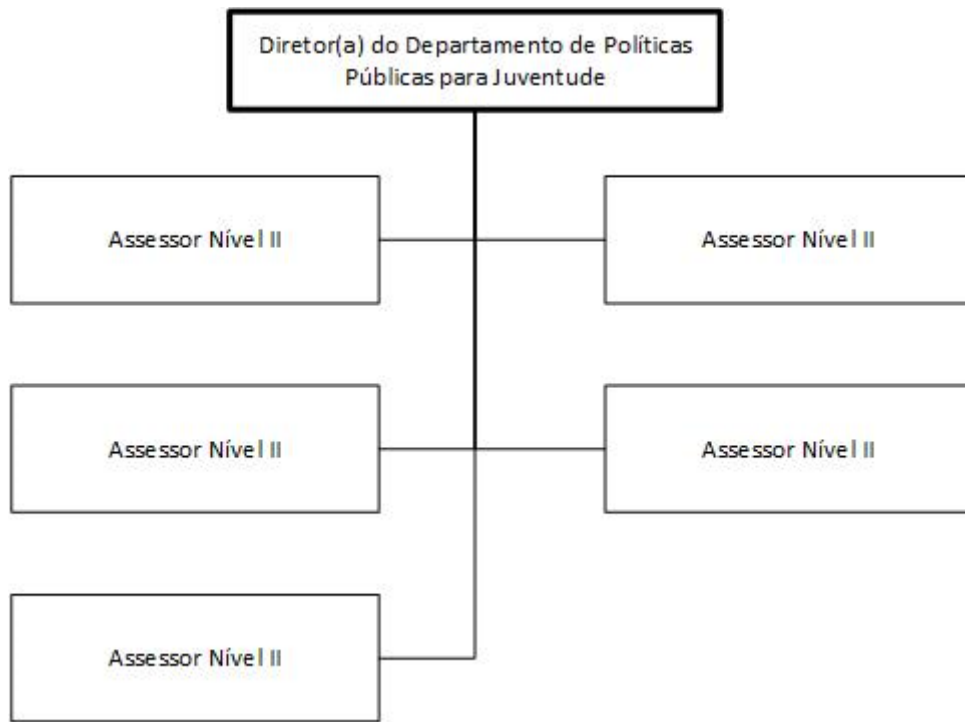 Diretor(a) do Departamento de Políticas
Públicas para Juventude
Assessor Nível II
Assessor Nível II
Assessor Nível II
Assessor Nível II
Assessor Nível II